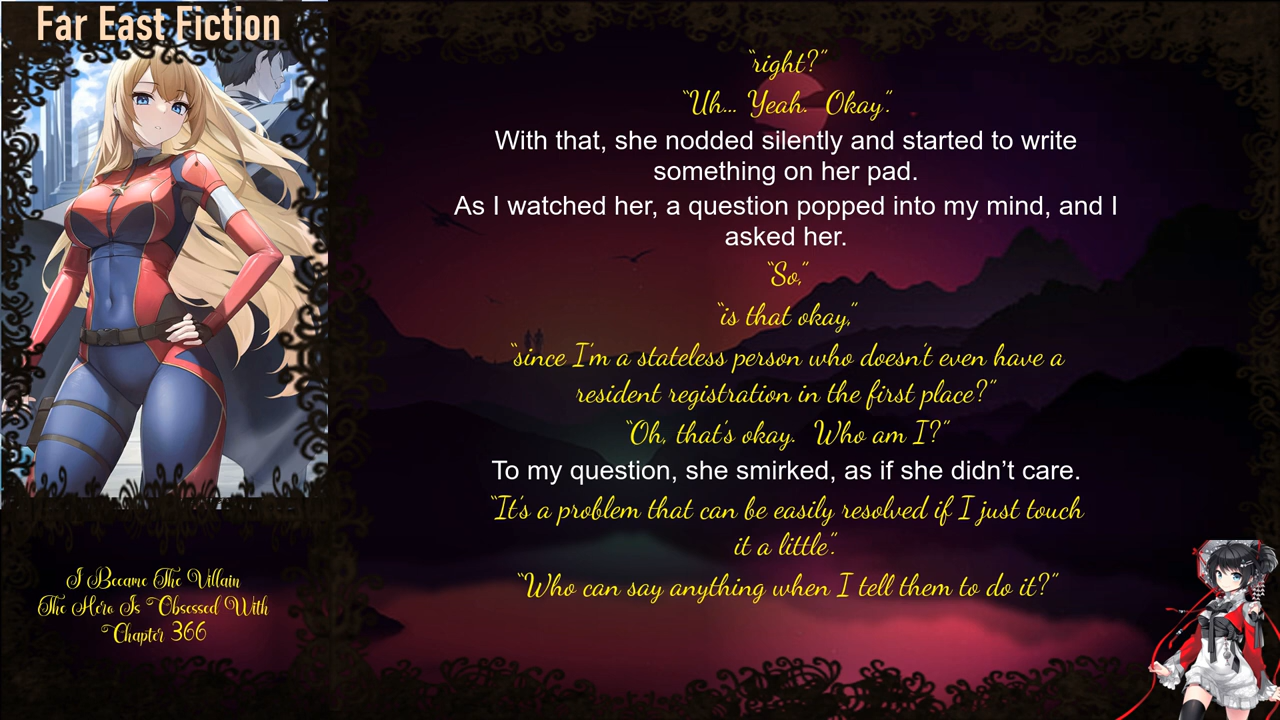 Far East Fiction
"right?"
"Uh... Yeah. Okay".
With that, she nodded silently and started to write
something on her pad.
As I watched her, a question popped into my mind, and I
asked her.
"So,"
"is that okay,"
"since I'm a stateless person who doesn't even have a
resident registration in the first place?"
"Oh, that's okay. Who am I?"
To my question, she smirked, as if she didn't care.
"It's a problem that can be easily resolved if I just touch
it a little".
"Who can say anything when I tell them to do it?"
I Became The Villain
The Hero Is Obsessed With
Chapter 366